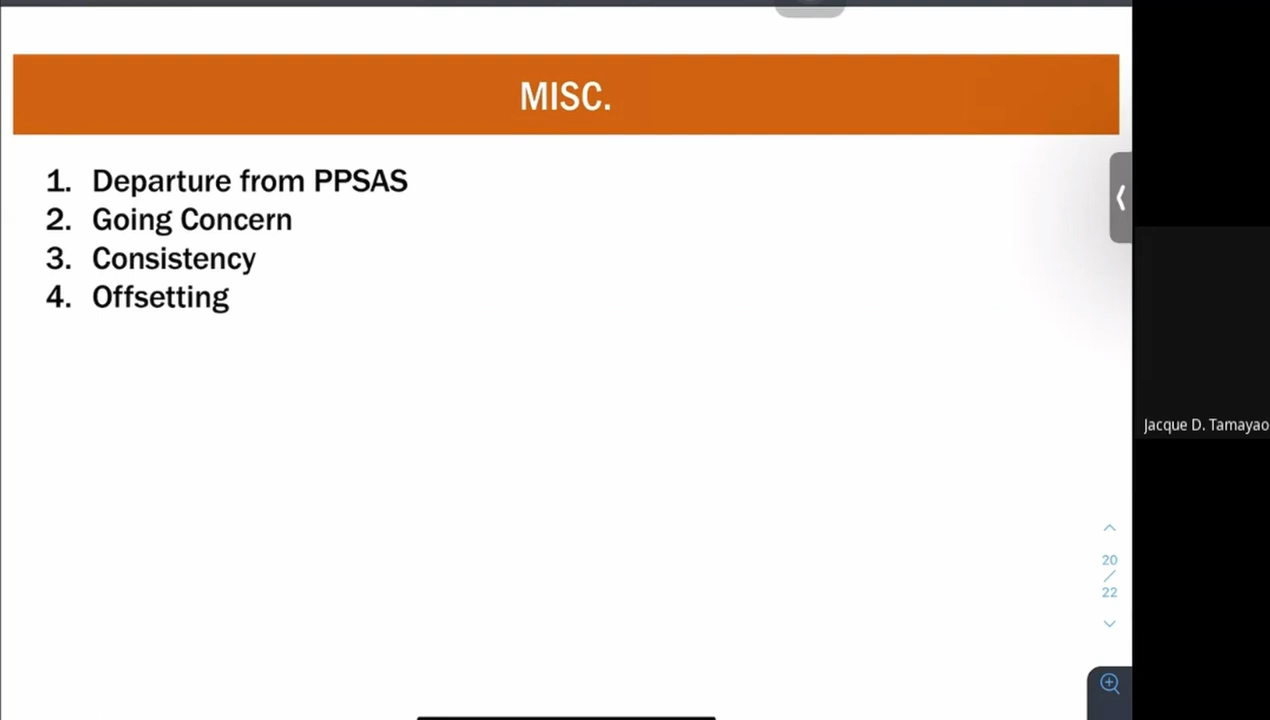 MISC.
1. Departure from PPSAS
2. Going Concern
3. Consistency
4. Offsetting
Jacque D. Tamayao
20
/
22